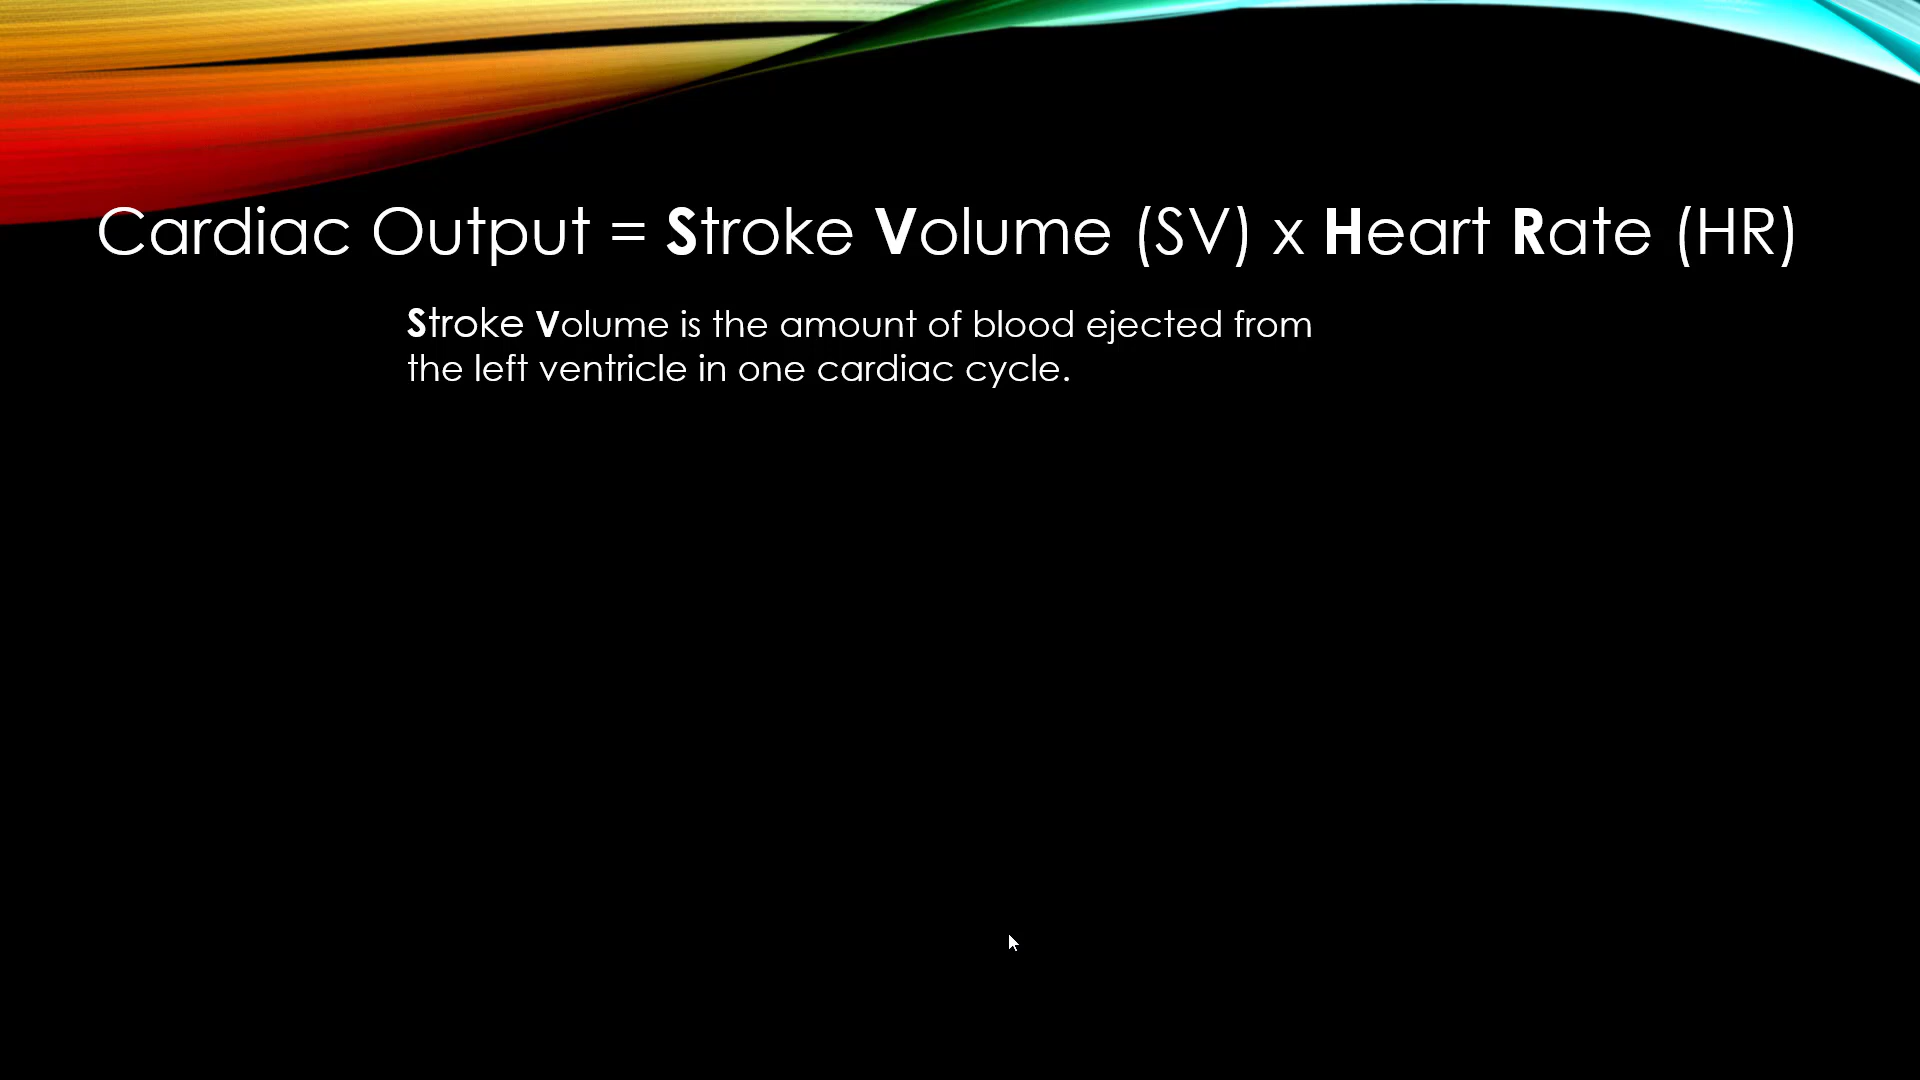 Cardiac Output = Stroke Volume (SV) x Heart Rate (HR)
Stroke Volume is the amount of blood ejected from
the left ventricle in one cardiac cycle.